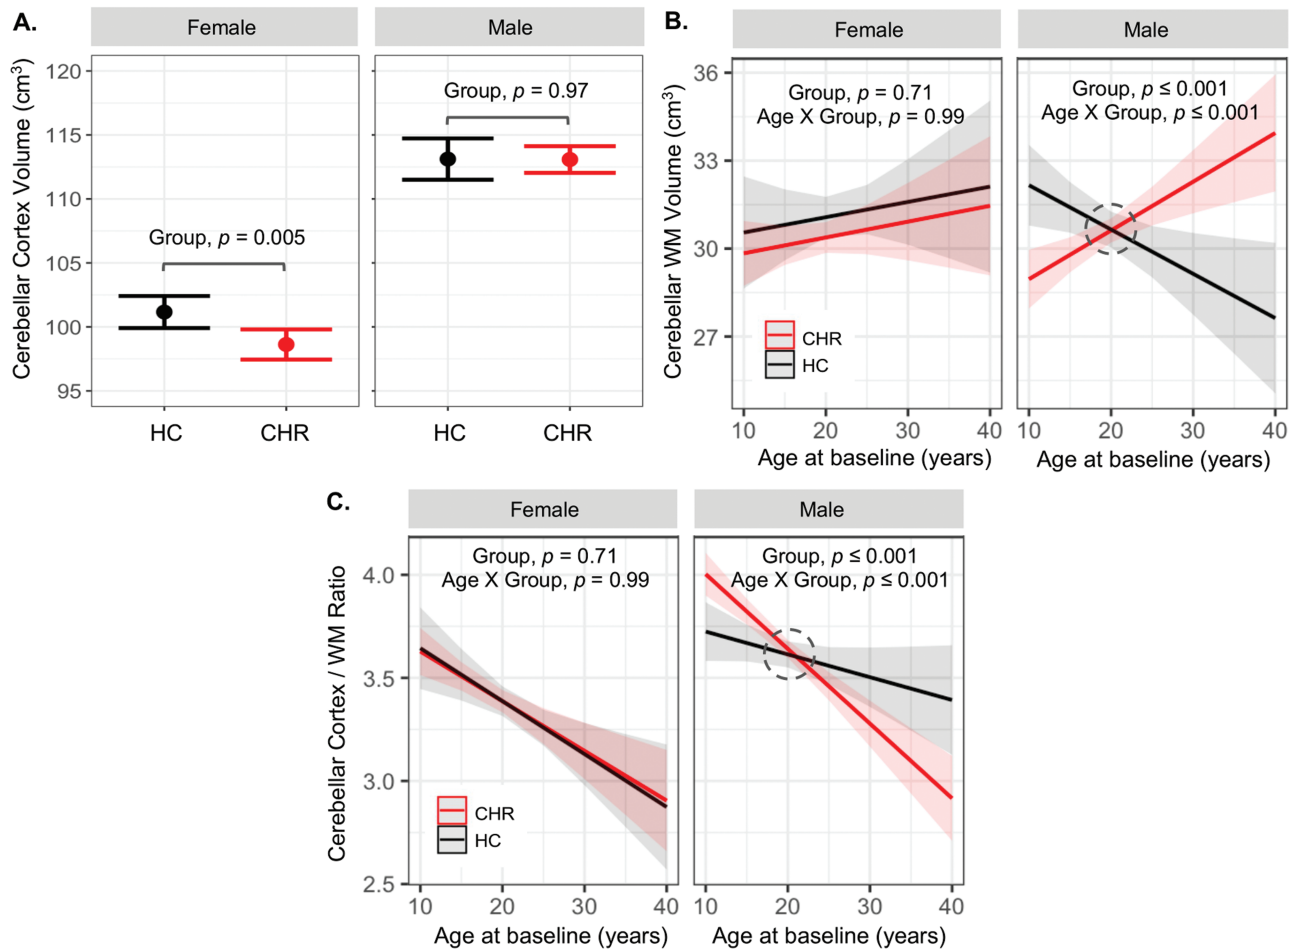 A.
Female
Male
Cerebellar Cortex Volume (cm³)
120
115
110
105
100
95
Group, p = 0.005
Group, p = 0.97
HC
CHR
HC
CHR
B.
Female
Male
Cerebellar WM Volume (cm³)
36
33
30
27
Group, p = 0.71
Age X Group, p = 0.99
Group, p ≤ 0.001
Age X Group, p ≤ 0.001
CHR
HC
10 20 30 40
10 20 30 40
Age at baseline (years)
Age at baseline (years)
C.
Female
Male
Cerebellar Cortex / WM Ratio
4.0
3.5
3.0
2.5
Group, p = 0.71
Age X Group, p = 0.99
Group, p ≤ 0.001
Age X Group, p ≤ 0.001
CHR
HC
10 20 30 40
10 20 30 40
Age at baseline (years)
Age at baseline (years)